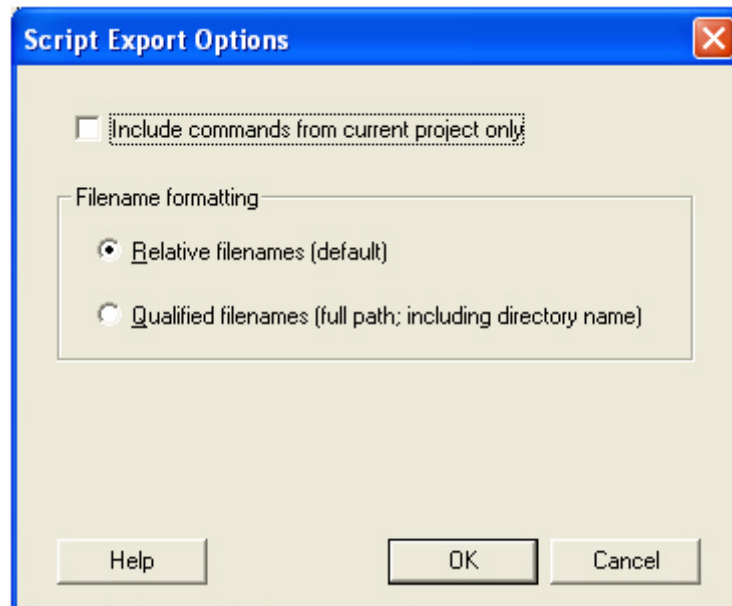 Script Export Options
Include commands from current project only
Filename formatting
Relative filenames (default)
Qualified filenames (full path; including directory name)
Help
OK
Cancel